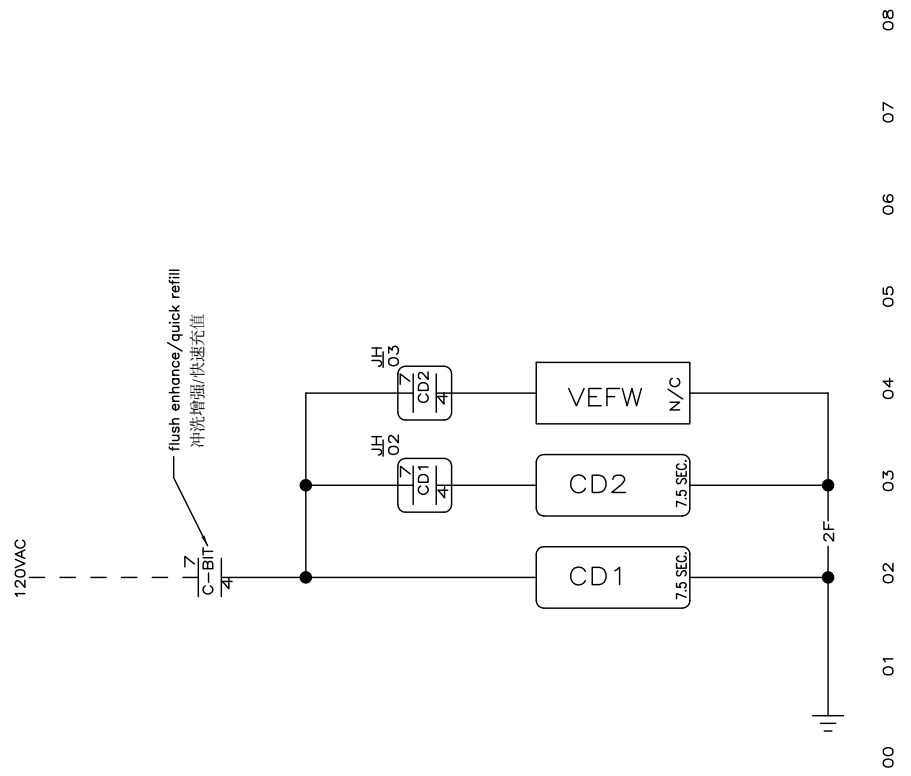 120VAC
flush enhance/quick refill
冲洗增强/快速充值
7
C-BIT
4
JH
03
7
CD2
4
VEFW
N/C
JH
02
7
CD1
4
CD2
7.5 SEC.
CD1
7.5 SEC.
2F
08
07
06
05
04
03
02
01
00